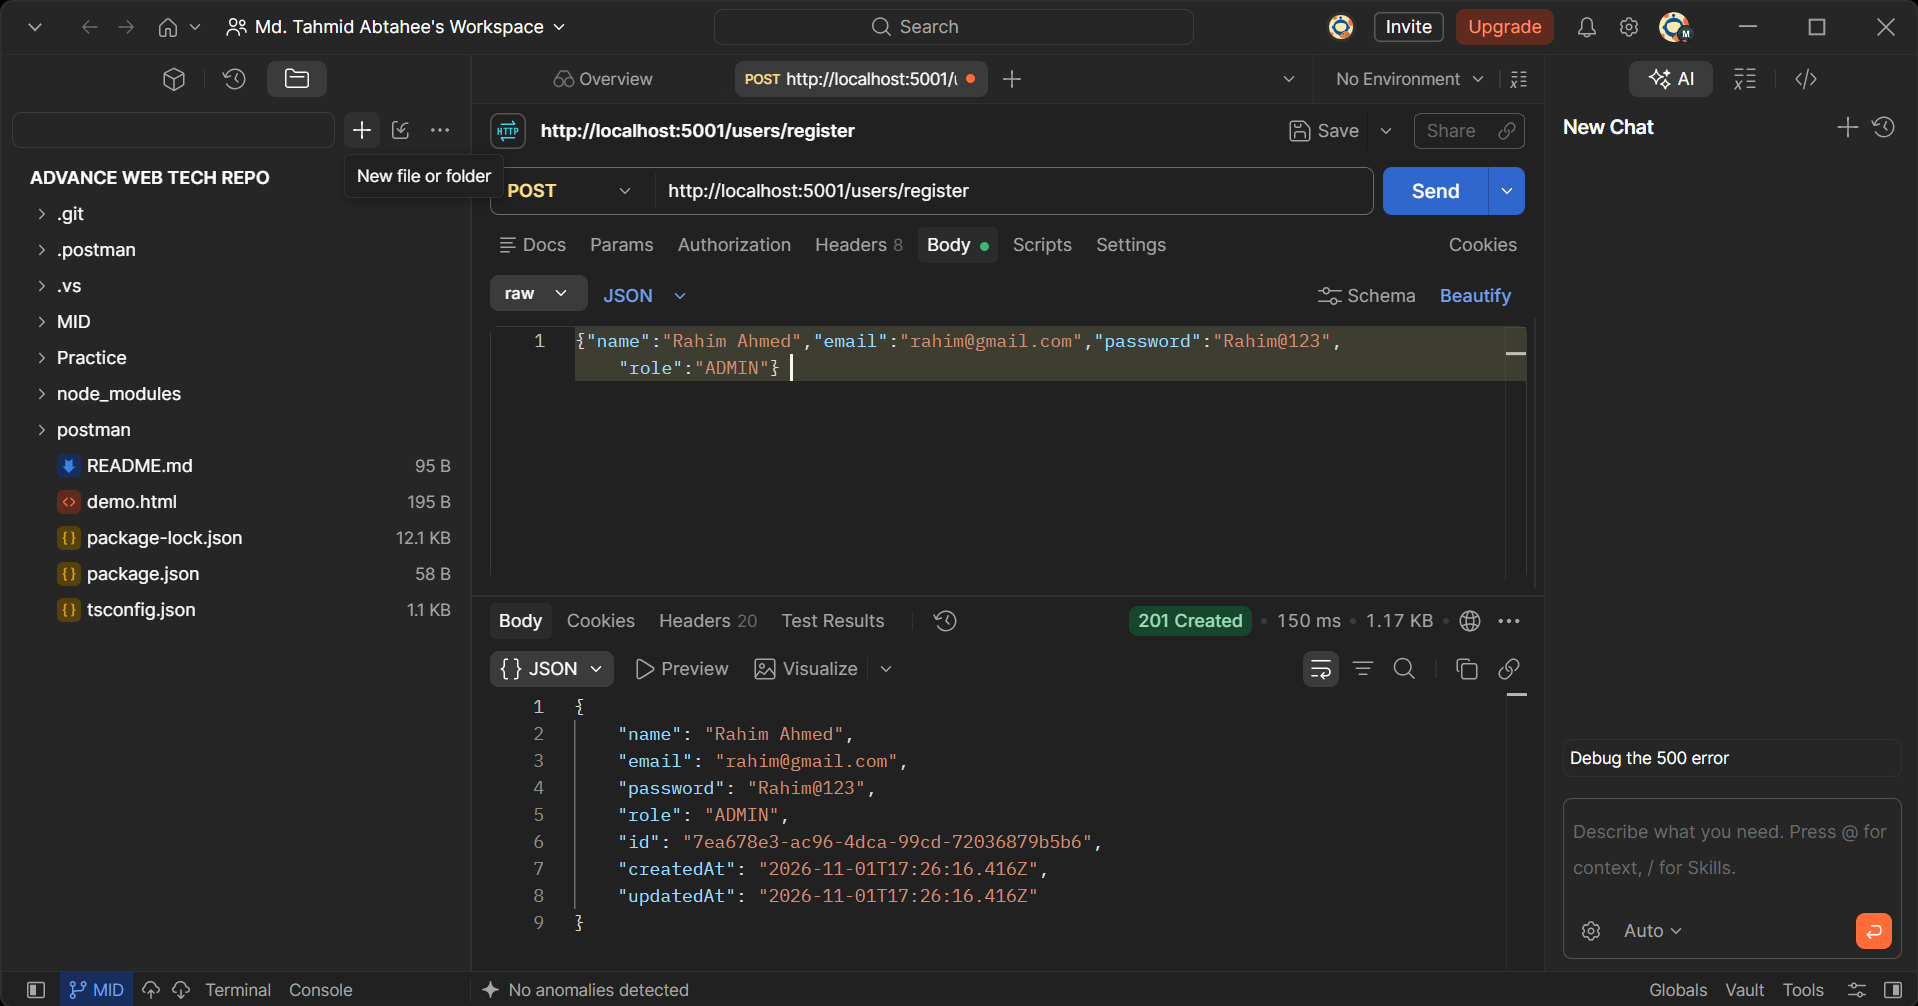 Md. Tahmid Abtahee's Workspace
Search
Invite
Upgrade
M
Overview
POST http://localhost:5001/u
No Environment
AI
HTTP
http://localhost:5001/users/register
Save
Share
New Chat
ADVANCE WEB TECH REPO
New file or folder
POST
http://localhost:5001/users/register
Send
.git
.postman
.vs
MID
Practice
node_modules
postman
README.md 95 B
demo.html 195 B
package-lock.json 12.1 KB
package.json 58 B
tsconfig.json 1.1 KB
Docs Params Authorization Headers 8 Body Scripts Settings Cookies
raw JSON Schema Beautify
1 {"name":"Rahim Ahmed","email":"rahim@gmail.com","password":"Rahim@123",
"role":"ADMIN"}
Body Cookies Headers 20 Test Results 201 Created • 150 ms • 1.17 KB
{} JSON Preview Visualize
1 {
2 "name": "Rahim Ahmed",
3 "email": "rahim@gmail.com",
4 "password": "Rahim@123",
5 "role": "ADMIN",
6 "id": "7ea678e3-ac96-4dca-99cd-72036879b5b6",
7 "createdAt": "2026-11-01T17:26:16.416Z",
8 "updatedAt": "2026-11-01T17:26:16.416Z"
9 }
Debug the 500 error
Describe what you need. Press @ for
context, / for Skills.
Auto
MID Terminal Console No anomalies detected Globals Vault Tools